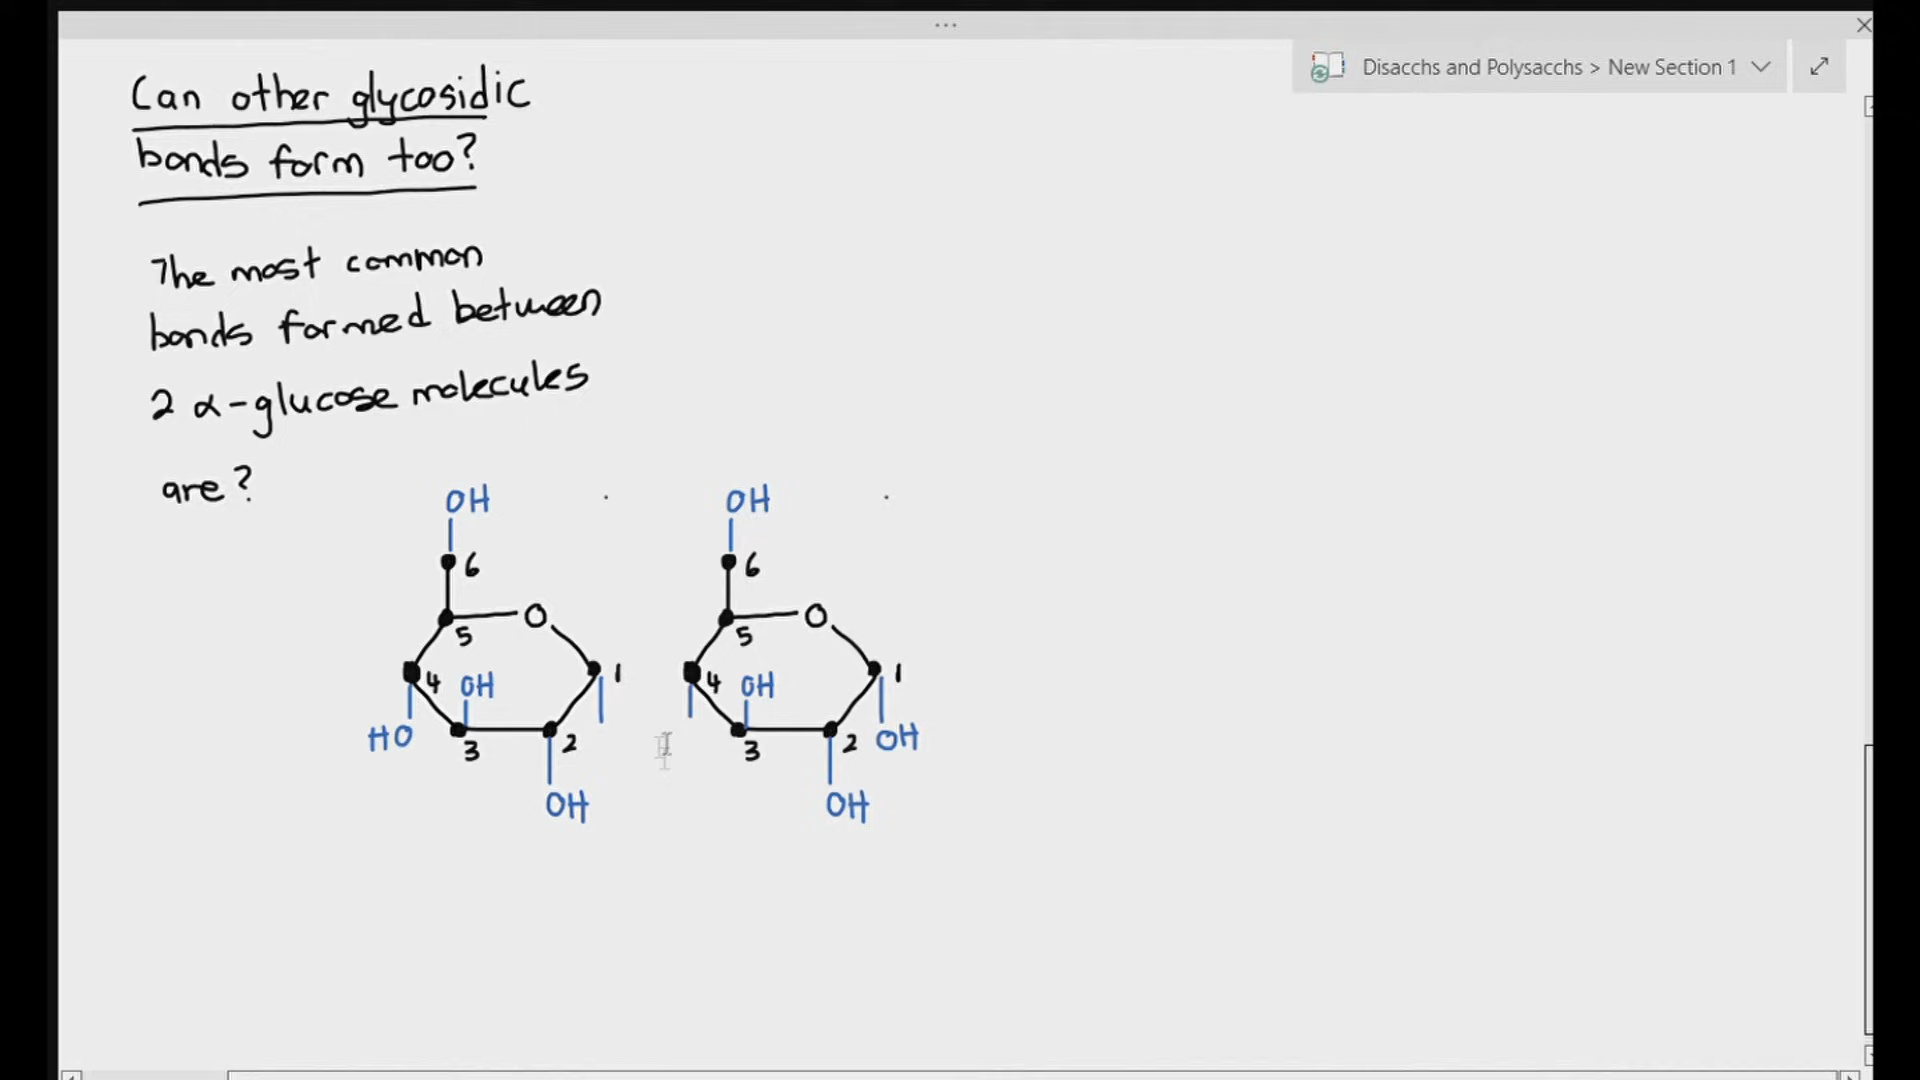 ...
Disacchs and Polysacchs > New Section 1
Can other glycosidic
bonds form too?
The most common
bonds formed between
2 α-glucose molecules
are?
OH OH
6 6
O O
5 5
4 OH 1 4 OH 1
HO 3 2 3 2 OH
OH OH